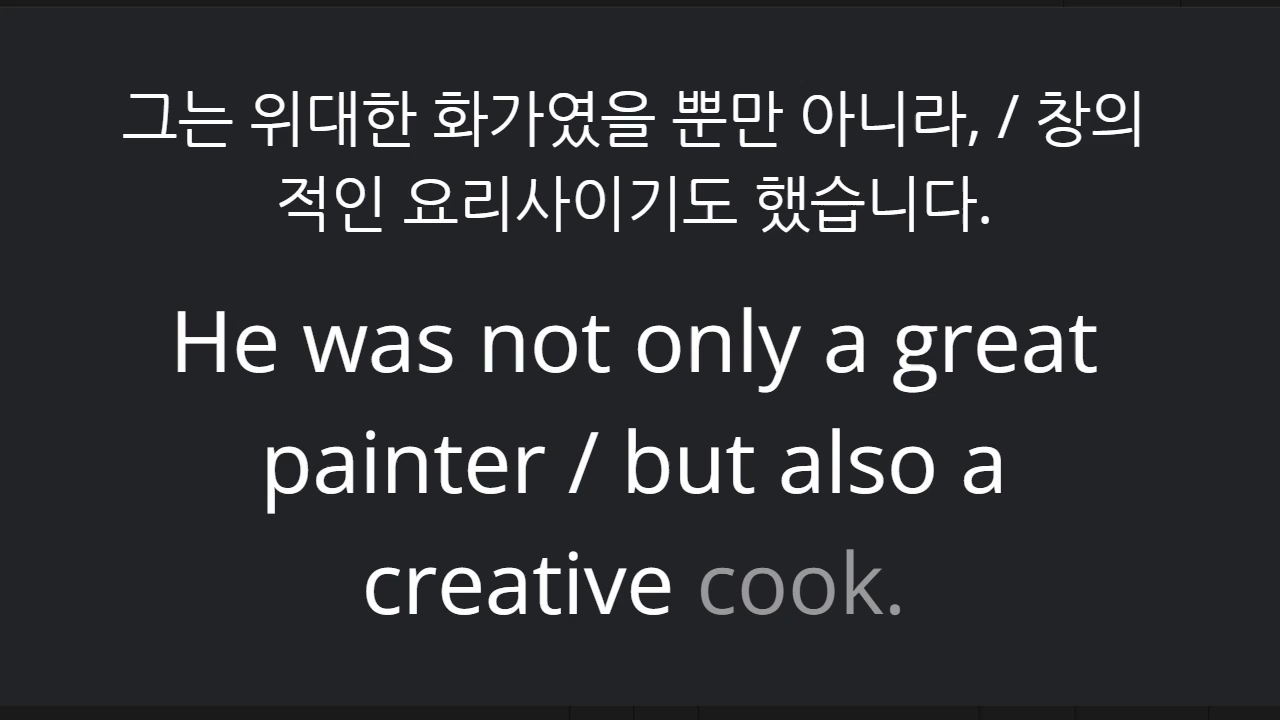 그는 위대한 화가였을 뿐만 아니라, / 창의
적인 요리사이기도 했습니다.
He was not only a great
painter / but also a
creative cook.